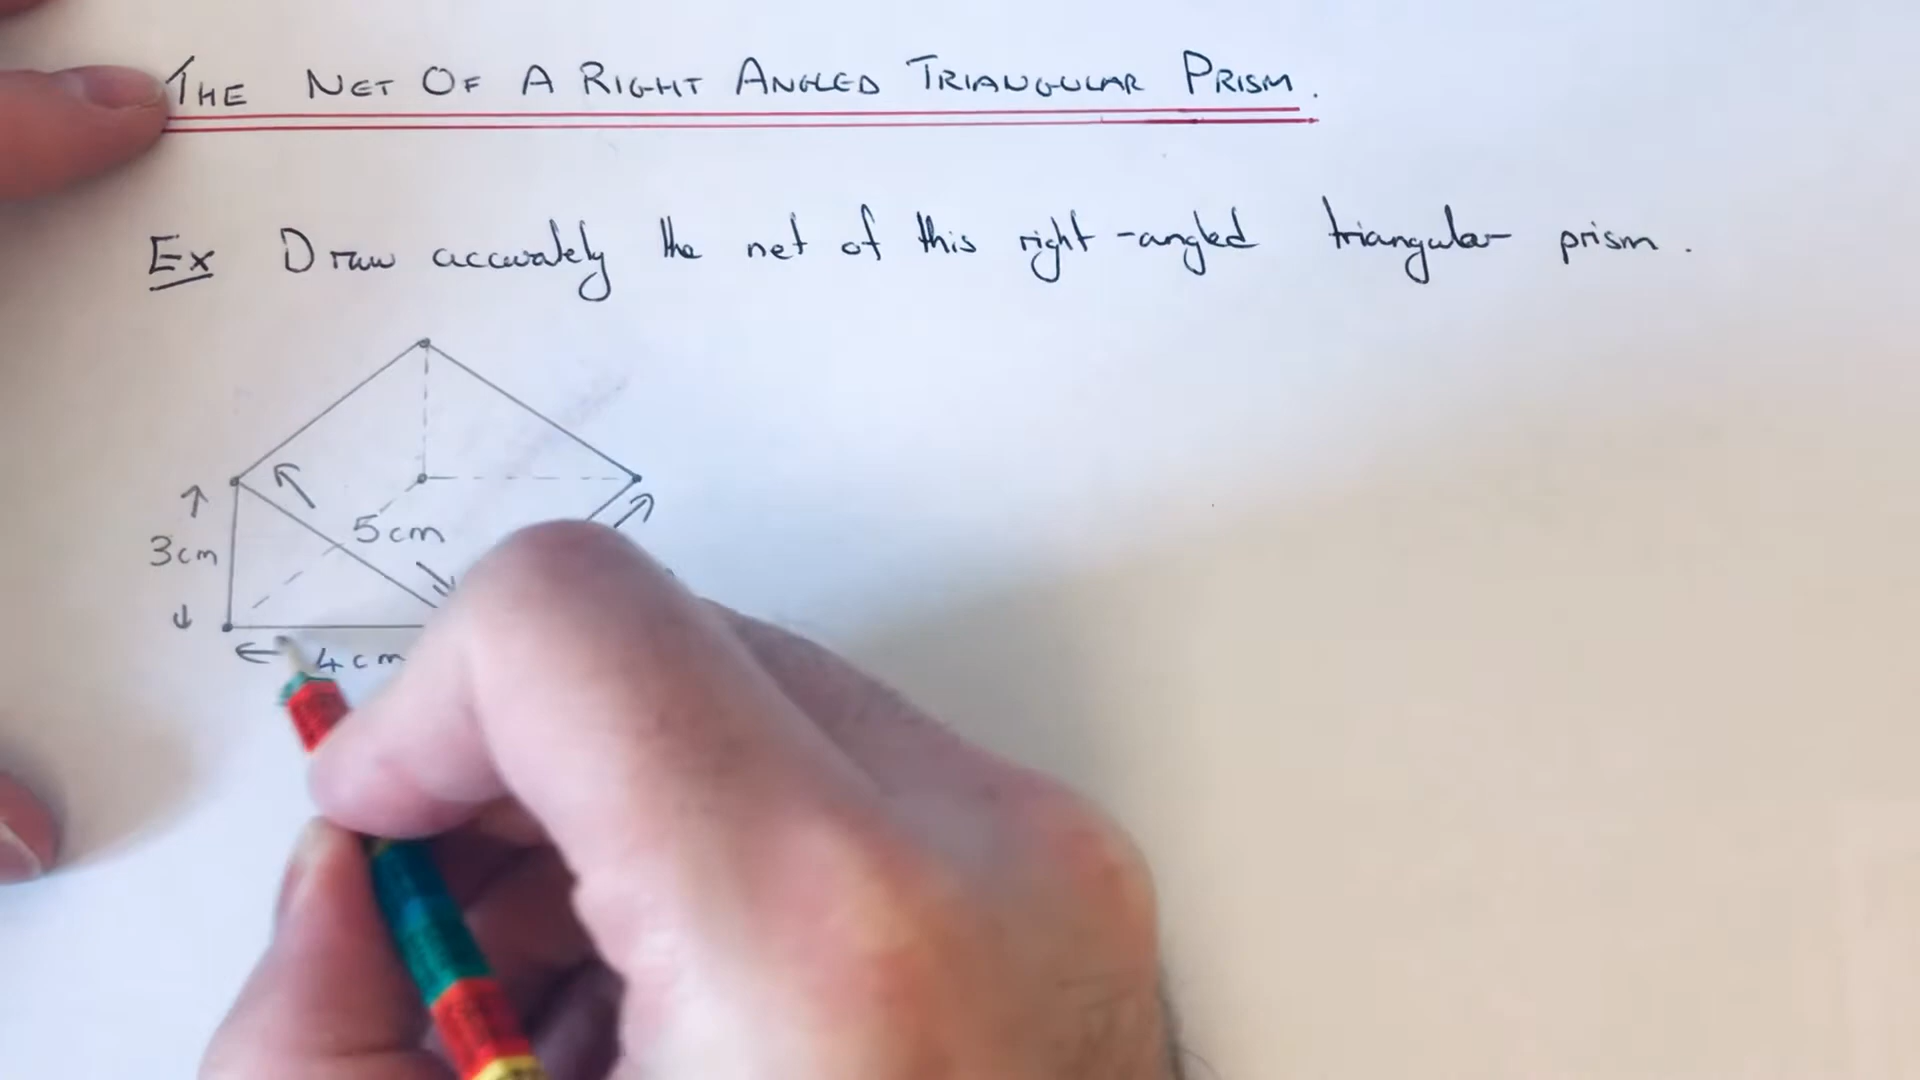 THE NET OF A RIGHT ANGLED TRIANGULAR PRISM.
Ex Draw accurately the net of this right-angled triangular prism.
5cm
3cm
4cm